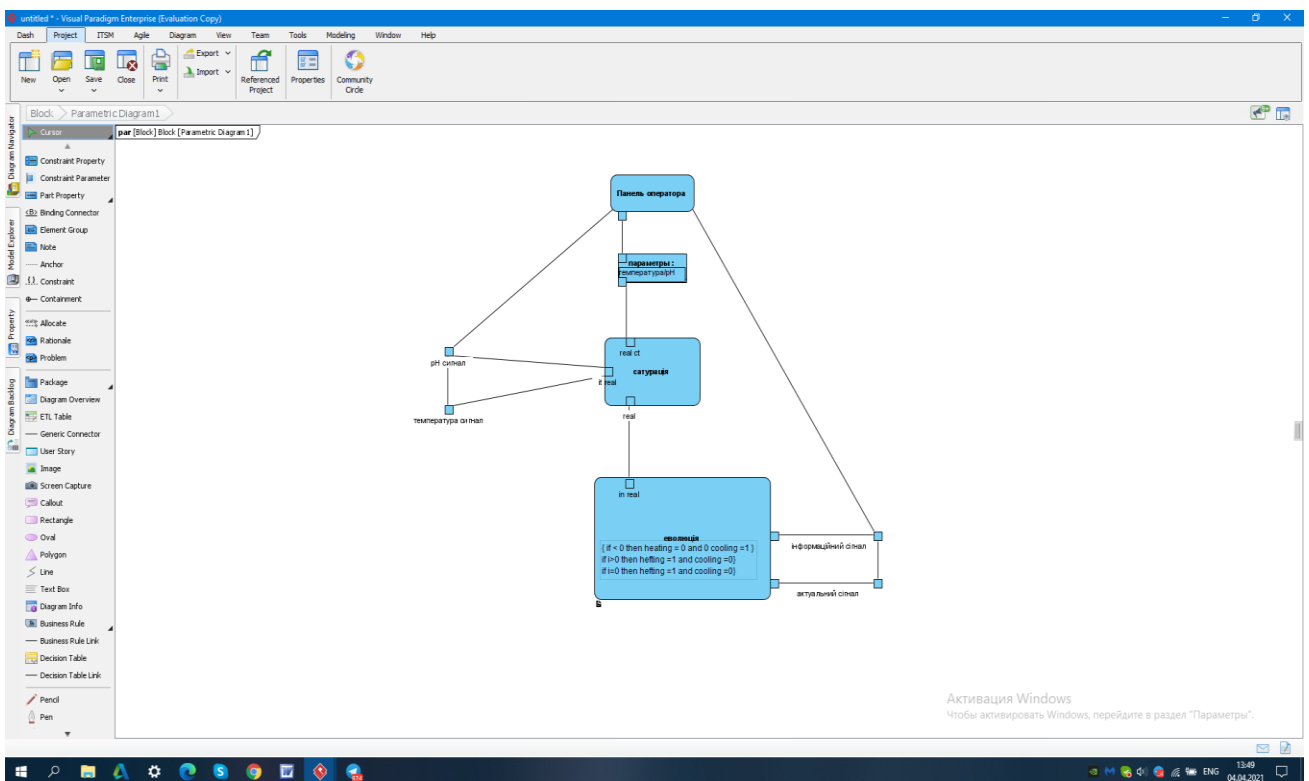 untitled * - Visual Paradigm Enterprise (Evaluation Copy)
Dash Project ITSM Agile Diagram View Team Tools Modeling Window Help
New Open Save Close Print Export Import Referenced Project Properties Community Circle
Block Parametric Diagram1
Diagram Navigator
Model Explorer
Property
Diagram Backlog
Cursor
Constraint Property
Constraint Parameter
Part Property
Binding Connector
Element Group
Note
Anchor
Constraint
Containment
Allocate
Rationale
Problem
Package
Diagram Overview
ETL Table
Generic Connector
User Story
Image
Screen Capture
Callout
Rectangle
Oval
Polygon
Line
Text Box
Diagram Info
Business Rule
Business Rule Link
Decision Table
Decision Table Link
Pencil
Pen
par [Block] Block [Parametric Diagram1]
Панель оператора
параметры :
температура/pH
real ct
pH сигнал
сатурація
it real
температура сигнал
real
in real
еволюція
{ if < 0 then heating = 0 and 0 cooling =1 }
if i>0 then hefting =1 and cooling =0}
if i=0 then hefting =1 and cooling =0}
інформаційний сігнал
актуальний сігнал
Активация Windows
Чтобы активировать Windows, перейдите в раздел "Параметры".
ENG
13:49
04.04.2021